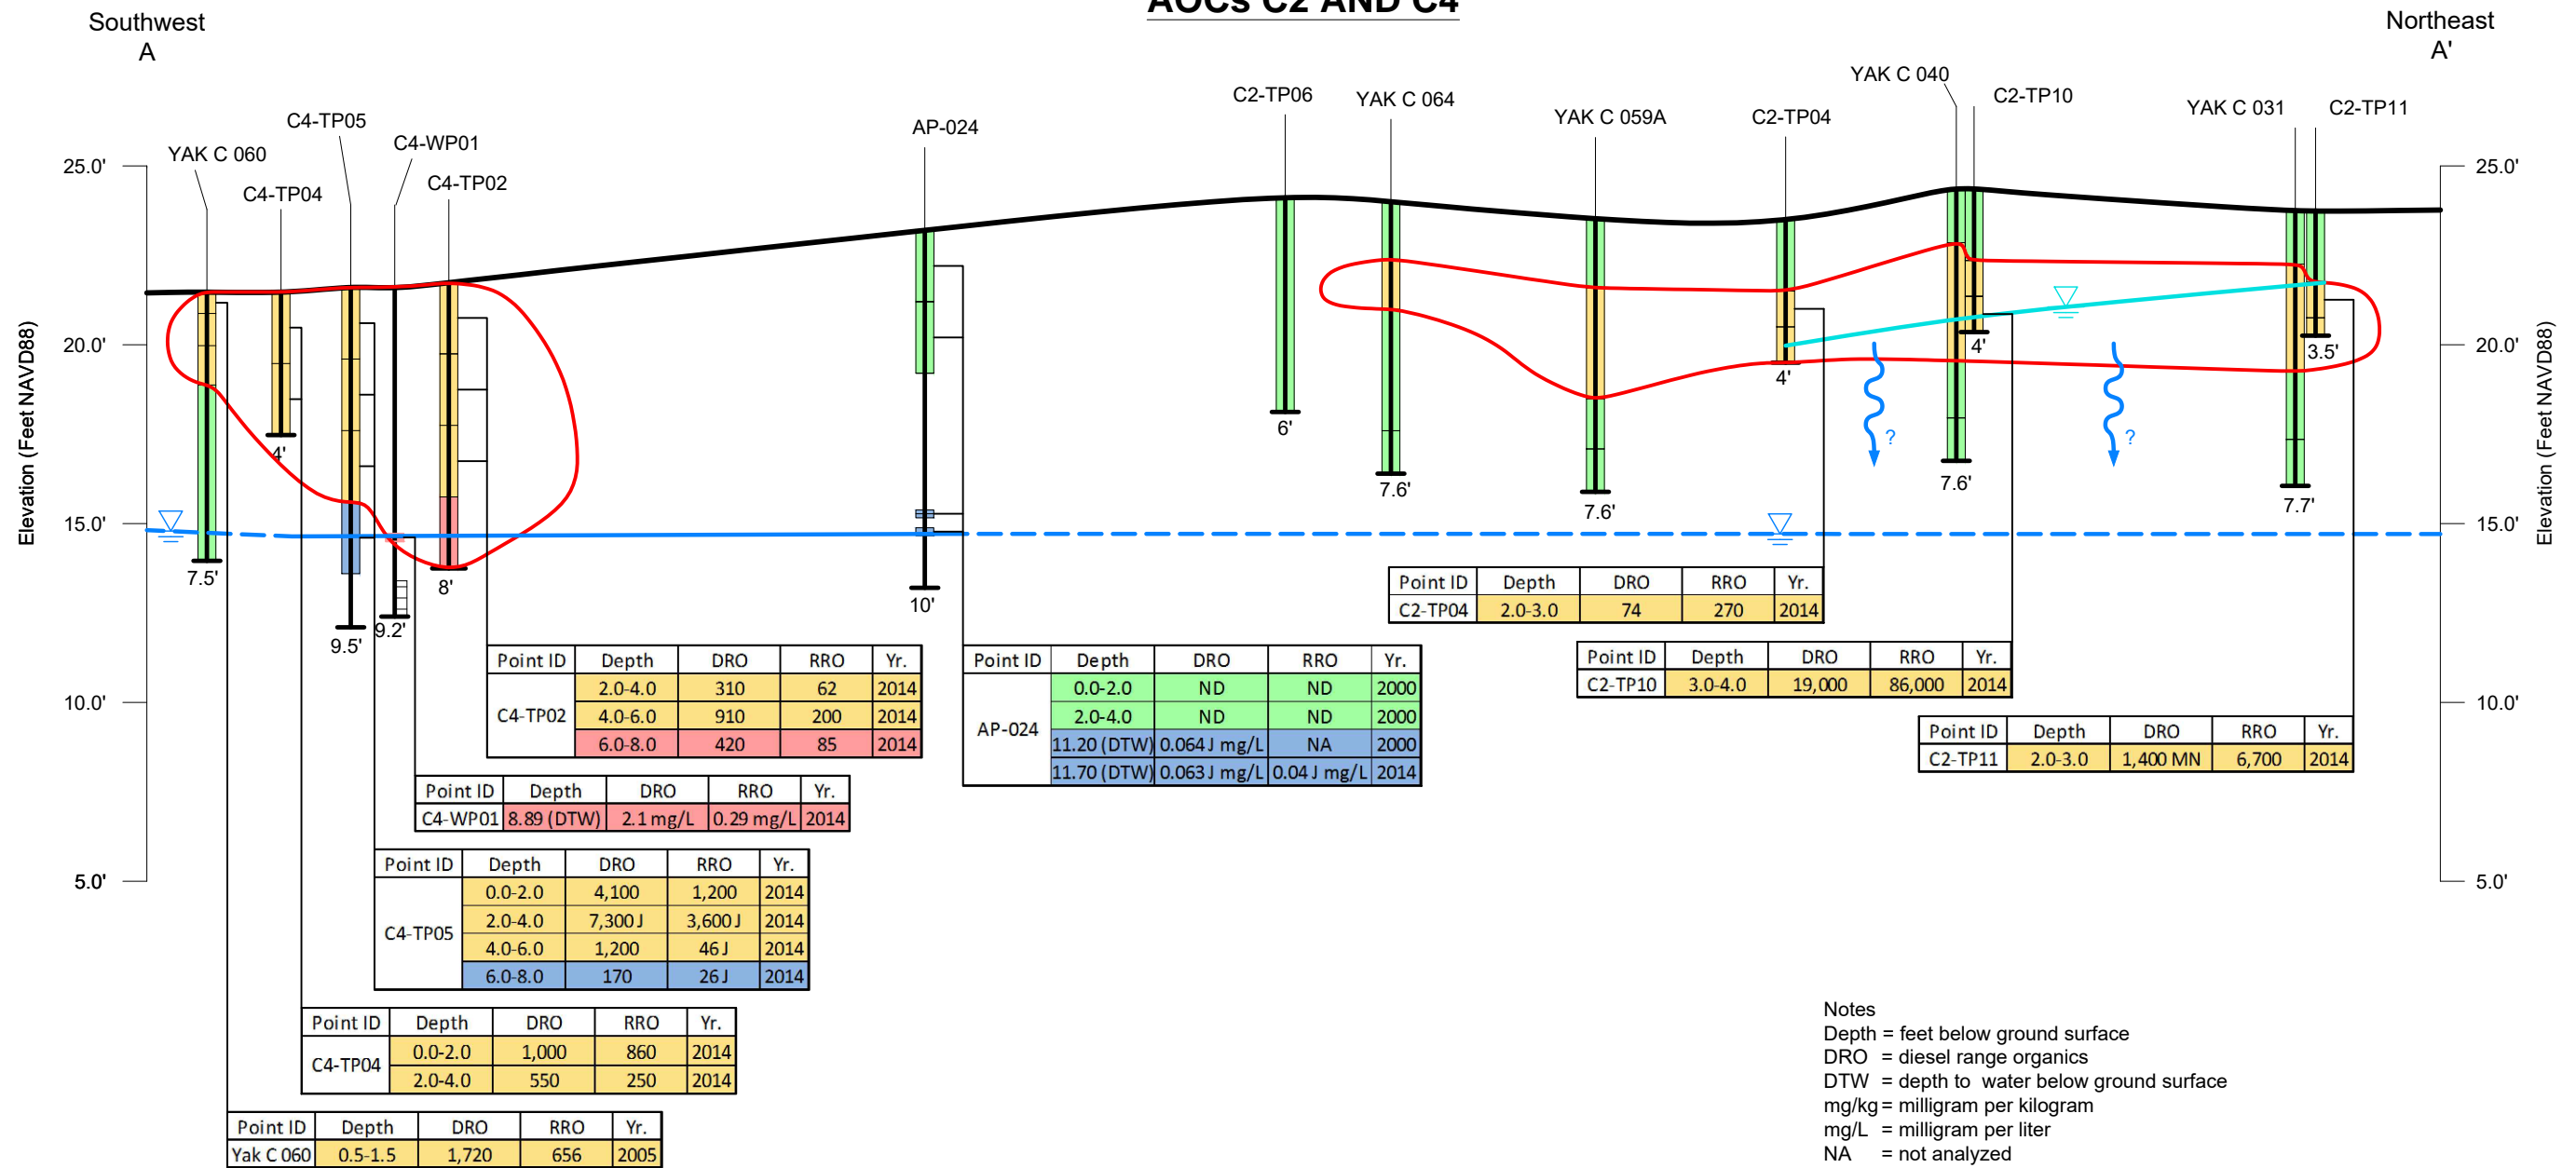 AOCs C2 AND C4
Southwest
A
Northeast
A'
YAK C 060
C4-TP04
C4-TP05
C4-WP01
C4-TP02
AP-024
C2-TP06
YAK C 064
YAK C 059A
C2-TP04
YAK C 040
C2-TP10
YAK C 031
C2-TP11
25.0'
20.0'
15.0'
10.0'
5.0'
Elevation (Feet NAVD88)
25.0'
20.0'
15.0'
10.0'
5.0'
Elevation (Feet NAVD88)
7.5'
4'
9.5'
9.2'
8'
10'
6'
7.6'
7.6'
4'
?
7.6'
4'
?
7.7'
3.5'
Point ID Depth DRO RRO Yr.
C2-TP04 2.0-3.0 74 270 2014
Point ID Depth DRO RRO Yr.
C2-TP10 3.0-4.0 19,000 86,000 2014
Point ID Depth DRO RRO Yr.
C2-TP11 2.0-3.0 1,400 MN 6,700 2014
Point ID Depth DRO RRO Yr.
C4-TP02
2.0-4.0 310 62 2014
4.0-6.0 910 200 2014
6.0-8.0 420 85 2014
Point ID Depth DRO RRO Yr.
AP-024
0.0-2.0 ND ND 2000
2.0-4.0 ND ND 2000
11.20 (DTW) 0.064 J mg/L NA 2000
11.70 (DTW) 0.063 J mg/L 0.04 J mg/L 2014
Point ID Depth DRO RRO Yr.
C4-WP01 8.89 (DTW) 2.1 mg/L 0.29 mg/L 2014
Point ID Depth DRO RRO Yr.
C4-TP05
0.0-2.0 4,100 1,200 2014
2.0-4.0 7,300 J 3,600 J 2014
4.0-6.0 1,200 46 J 2014
6.0-8.0 170 26 J 2014
Point ID Depth DRO RRO Yr.
C4-TP04
0.0-2.0 1,000 860 2014
2.0-4.0 550 250 2014
Point ID Depth DRO RRO Yr.
Yak C 060 0.5-1.5 1,720 656 2005
Notes
Depth = feet below ground surface
DRO = diesel range organics
DTW = depth to water below ground surface
mg/kg = milligram per kilogram
mg/L = milligram per liter
NA = not analyzed